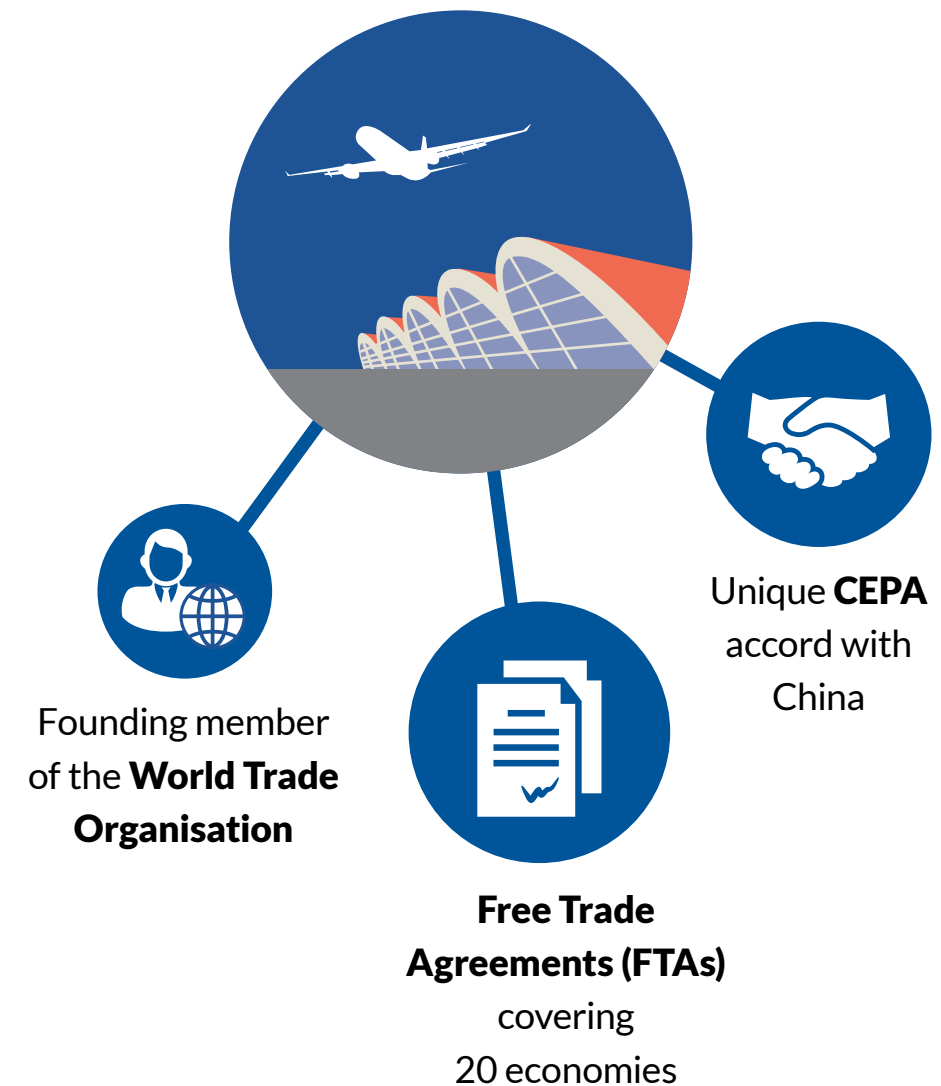 Founding member
of the World Trade
Organisation
Free Trade
Agreements (FTAs)
covering
20 economies
Unique CEPA
accord with
China